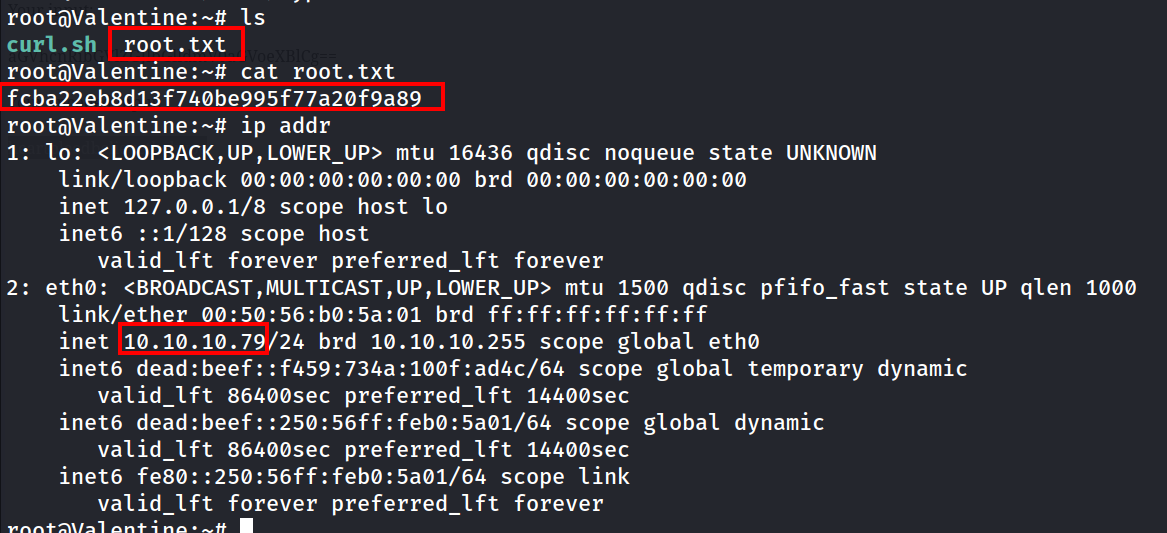 root@Valentine:~# ls
curl.sh  root.txt
root@Valentine:~# cat root.txt
fcba22eb8d13f740be995f77a20f9a89
root@Valentine:~# ip addr
1: lo: <LOOPBACK,UP,LOWER_UP> mtu 16436 qdisc noqueue state UNKNOWN
    link/loopback 00:00:00:00:00:00 brd 00:00:00:00:00:00
    inet 127.0.0.1/8 scope host lo
    inet6 ::1/128 scope host
       valid_lft forever preferred_lft forever
2: eth0: <BROADCAST,MULTICAST,UP,LOWER_UP> mtu 1500 qdisc pfifo_fast state UP qlen 1000
    link/ether 00:50:56:b0:5a:01 brd ff:ff:ff:ff:ff:ff
    inet 10.10.10.79/24 brd 10.10.10.255 scope global eth0
    inet6 dead:beef::f459:734a:100f:ad4c/64 scope global temporary dynamic
       valid_lft 86400sec preferred_lft 14400sec
    inet6 dead:beef::250:56ff:feb0:5a01/64 scope global dynamic
       valid_lft 86400sec preferred_lft 14400sec
    inet6 fe80::250:56ff:feb0:5a01/64 scope link
       valid_lft forever preferred_lft forever
root@Valentine:~#